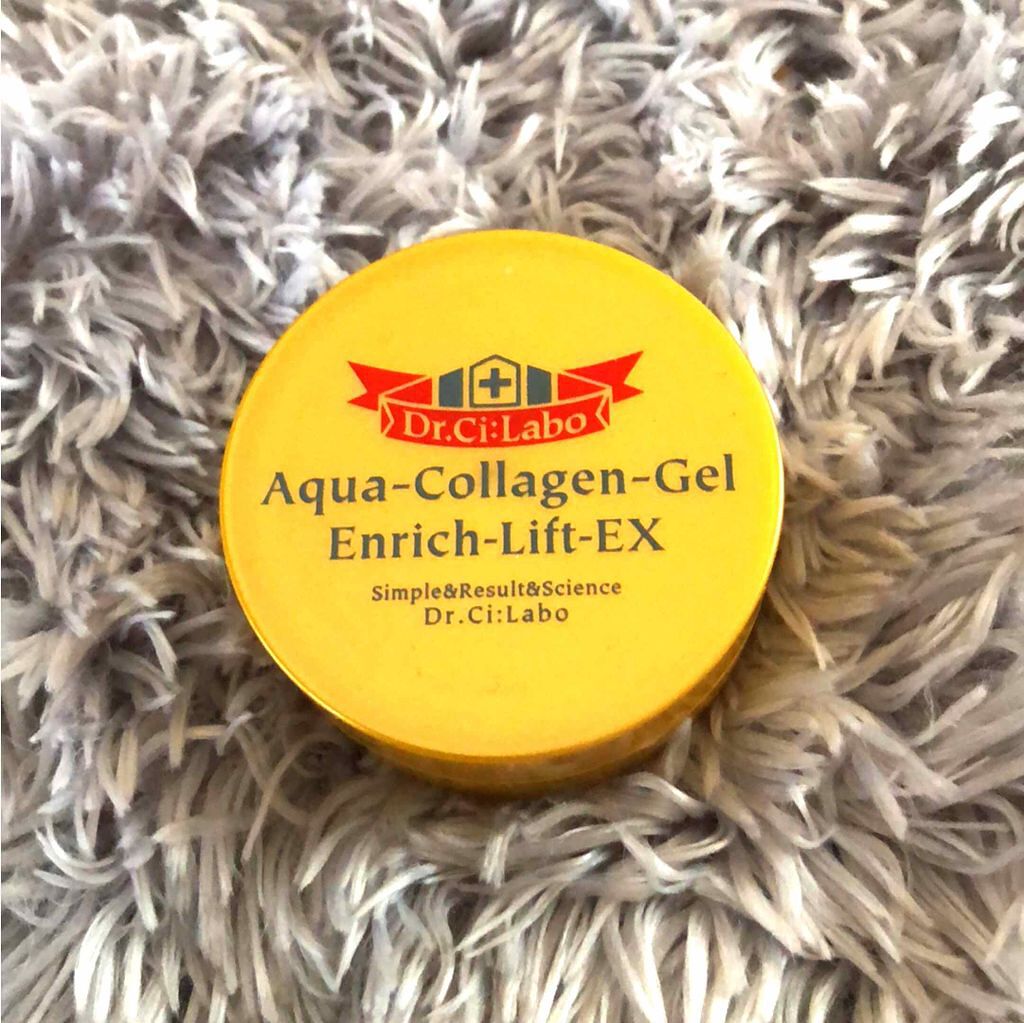 Dr.Ci:Labo
Aqua-Collagen-Gel
Enrich-Lift-EX
Simple&Result&Science
Dr.Ci:Labo